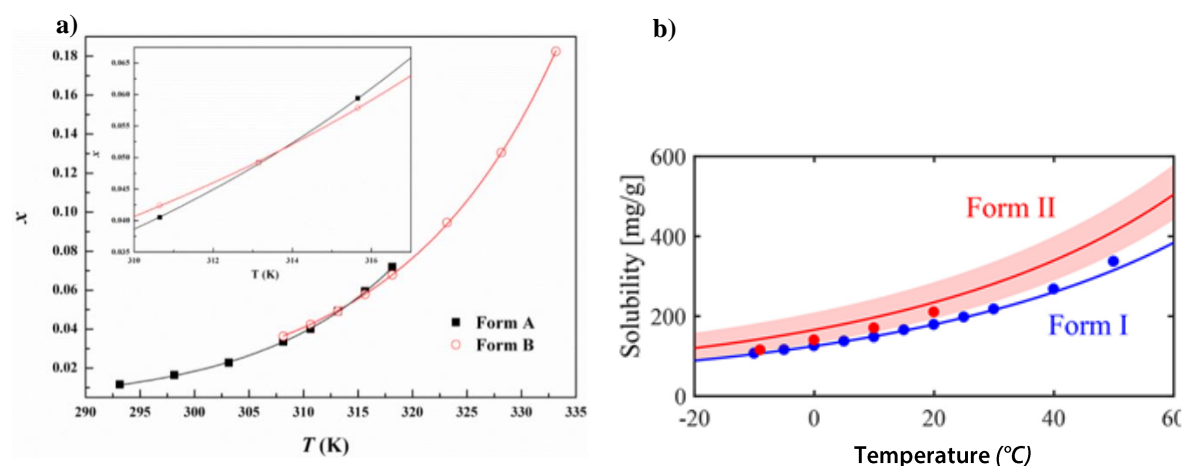 a)
0.18
0.16
0.14
0.12
0.10
0.08
0.06
0.04
0.02
x
290 295 300 305 310 315 320 325 330 335
T (K)
0.065
0.060
0.055
0.050
0.045
0.040
0.035
x
310 312 314 316
T (K)
Form A
Form B
b)
600
400
200
0
Solubility [mg/g]
Form II
Form I
-20 0 20 40 60
Temperature (°C)